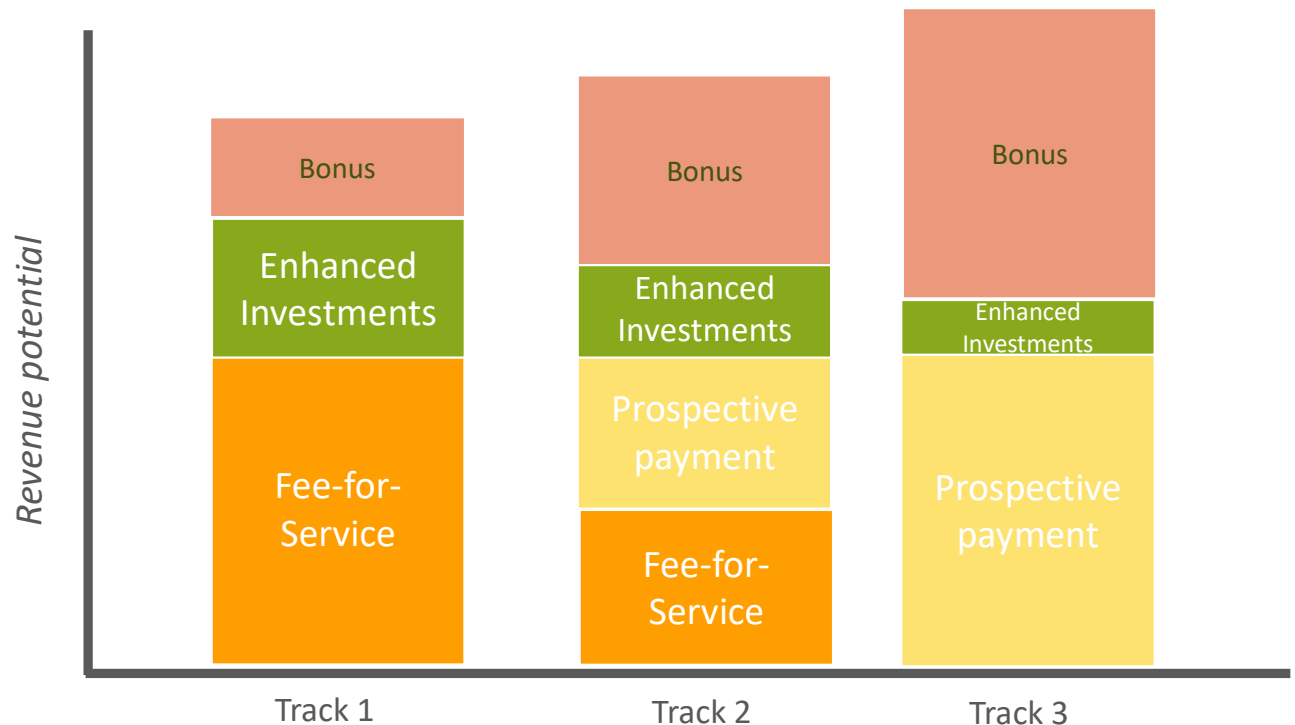 Revenue potential
Bonus
Enhanced
Investments
Fee-for-
Service
Track 1
Bonus
Enhanced
Investments
Prospective
payment
Fee-for-
Service
Track 2
Bonus
Enhanced
Investments
Prospective
payment
Track 3